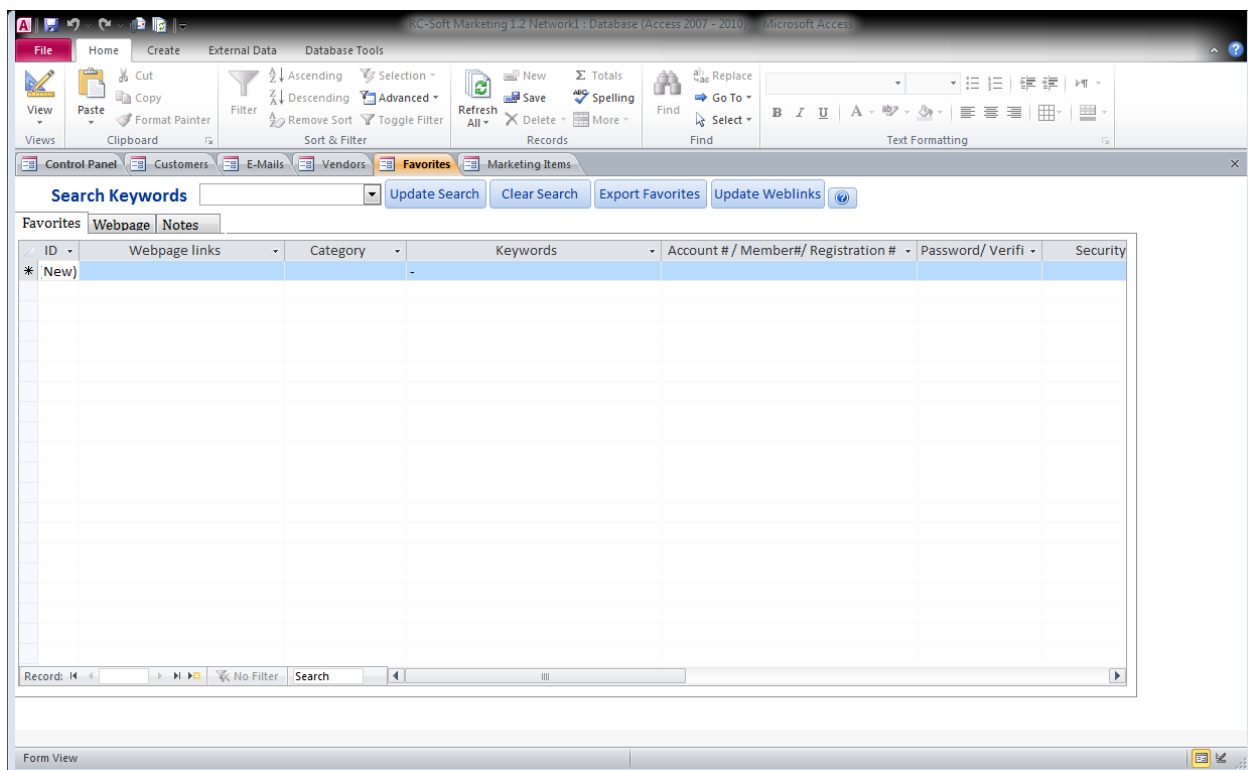 RC-Soft Marketing 1.2 Network1 : Database (Access 2007 - 2010) Microsoft Access
File Home Create External Data Database Tools
View Paste Cut Copy Format Painter
Filter Ascending Descending Remove Sort Selection Advanced Toggle Filter
Refresh All New Save Delete Totals Spelling More
Find Replace Go To Select
B I U A
Views Clipboard Sort & Filter Records Find Text Formatting
Control Panel Customers E-Mails Vendors Favorites Marketing Items
Search Keywords Update Search Clear Search Export Favorites Update Weblinks
Favorites Webpage Notes
ID Webpage links Category Keywords Account # / Member#/ Registration # Password/ Verifi Security
* New) -
Record: No Filter Search
Form View